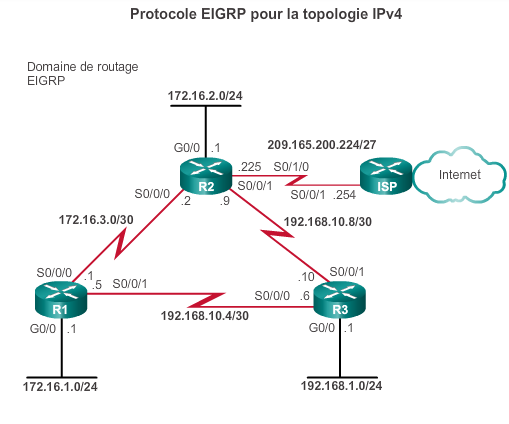 Protocole EIGRP pour la topologie IPv4
Domaine de routage
EIGRP
172.16.2.0/24
G0/0 .1
209.165.200.224/27
R2
.225 S0/1/0
S0/0/1
S0/0/1 .254
ISP
Internet
S0/0/0
.2
.9
172.16.3.0/30
192.168.10.8/30
S0/0/0 .1
.5 S0/0/1
.10 S0/0/1
S0/0/0 .6
R1
R3
192.168.10.4/30
G0/0 .1
G0/0 .1
172.16.1.0/24
192.168.1.0/24